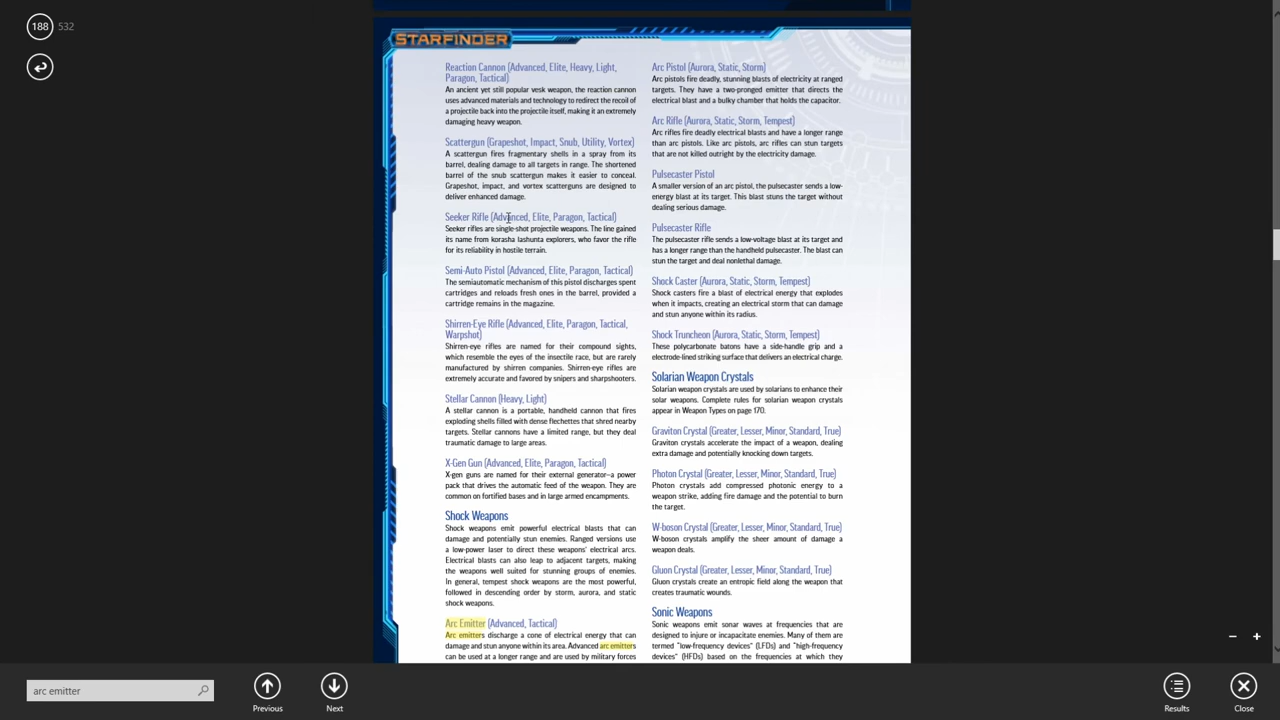 188 532
STARFINDER
Reaction Cannon (Advanced, Elite, Heavy, Light,
Paragon, Tactical)
An ancient yet still popular vesk weapon, the reaction cannon
uses advanced materials and technology to redirect the recoil of
a projectile back into the projectile itself, making it an extremely
damaging heavy weapon.
Scattergun (Grapeshot, Impact, Snub, Utility, Vortex)
A scattergun fires fragmentary shells in a spray from its
barrel, dealing damage to all targets in range. The shortened
barrel of the snub scattergun makes it easier to conceal.
Grapeshot, impact, and vortex scatterguns are designed to
deliver enhanced damage.
Seeker Rifle (Advanced, Elite, Paragon, Tactical)
Seeker rifles are single-shot projectile weapons. The line gained
its name from korasha lashunta explorers, who favor the rifle
for its reliability in hostile terrain.
Semi-Auto Pistol (Advanced, Elite, Paragon, Tactical)
The semiautomatic mechanism of this pistol discharges spent
cartridges and reloads fresh ones in the barrel, provided a
cartridge remains in the magazine.
Shirren-Eye Rifle (Advanced, Elite, Paragon, Tactical,
Warpshot)
Shirren-eye rifles are named for their compound sights,
which resemble the eyes of the insectile race, but are rarely
manufactured by shirren companies. Shirren-eye rifles are
extremely accurate and favored by snipers and sharpshooters.
Stellar Cannon (Heavy, Light)
A stellar cannon is a portable, handheld cannon that fires
exploding shells filled with dense flechettes that shred nearby
targets. Stellar cannons have a limited range, but they deal
traumatic damage to large areas.
X-Gen Gun (Advanced, Elite, Paragon, Tactical)
X-gen guns are named for their external generator—a power
pack that drives the automatic feed of the weapon. They are
common on fortified bases and in large armed encampments.
Shock Weapons
Shock weapons emit powerful electrical blasts that can
damage and potentially stun enemies. Ranged versions use
a low-power laser to direct these weapons' electrical arcs.
Electrical blasts can also leap to adjacent targets, making
the weapons well suited for stunning groups of enemies.
In general, tempest shock weapons are the most powerful,
followed in descending order by storm, aurora, and static
shock weapons.
Arc Emitter (Advanced, Tactical)
Arc emitters discharge a cone of electrical energy that can
damage and stun anyone within its area. Advanced arc emitters
can be used at a longer range and are used by military forces
Arc Pistol (Aurora, Static, Storm)
Arc pistols fire deadly, stunning blasts of electricity at ranged
targets. They have a two-pronged emitter that directs the
electrical blast and a bulky chamber that holds the capacitor.
Arc Rifle (Aurora, Static, Storm, Tempest)
Arc rifles fire deadly electrical blasts and have a longer range
than arc pistols. Like arc pistols, arc rifles can stun targets
that are not killed outright by the electricity damage.
Pulsecaster Pistol
A smaller version of an arc pistol, the pulsecaster sends a low-
energy blast at its target. This blast stuns the target without
dealing serious damage.
Pulsecaster Rifle
The pulsecaster rifle sends a low-voltage blast at its target and
has a longer range than the handheld pulsecaster. The blast can
stun the target and deal nonlethal damage.
Shock Caster (Aurora, Static, Storm, Tempest)
Shock casters fire a blast of electrical energy that explodes
when it impacts, creating an electrical storm that can damage
and stun anyone within its radius.
Shock Truncheon (Aurora, Static, Storm, Tempest)
These polycarbonate batons have a side-handle grip and a
electrode-lined striking surface that delivers an electrical charge.
Solarian Weapon Crystals
Solarian weapon crystals are used by solarians to enhance their
solar weapons. Complete rules for solarian weapon crystals
appear in Weapon Types on page 170.
Graviton Crystal (Greater, Lesser, Minor, Standard, True)
Graviton crystals accelerate the impact of a weapon, dealing
extra damage and potentially knocking down targets.
Photon Crystal (Greater, Lesser, Minor, Standard, True)
Photon crystals add compressed photonic energy to a
weapon strike, adding fire damage and the potential to burn
the target.
W-boson Crystal (Greater, Lesser, Minor, Standard, True)
W-boson crystals amplify the sheer amount of damage a
weapon deals.
Gluon Crystal (Greater, Lesser, Minor, Standard, True)
Gluon crystals create an entropic field along the weapon that
creates traumatic wounds.
Sonic Weapons
Sonic weapons emit sonar waves at frequencies that are
designed to injure or incapacitate enemies. Many of them are
termed "low-frequency devices" (LFDs) and "high-frequency
devices" (HFDs) based on the frequencies at which they
arc emitter
Previous
Next
Results
Close